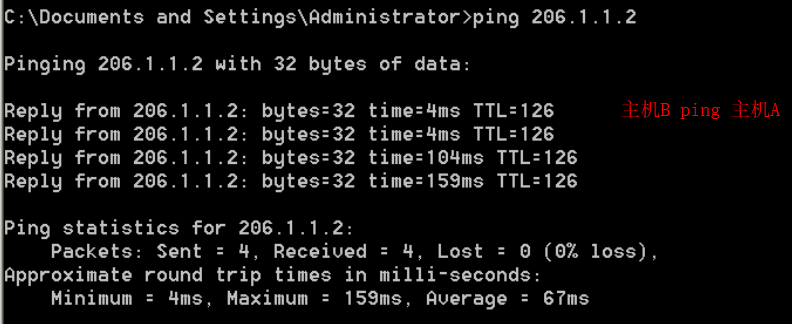 C:\Documents and Settings\Administrator>ping 206.1.1.2
Pinging 206.1.1.2 with 32 bytes of data:
Reply from 206.1.1.2: bytes=32 time=4ms TTL=126 主机B ping 主机A
Reply from 206.1.1.2: bytes=32 time=4ms TTL=126
Reply from 206.1.1.2: bytes=32 time=104ms TTL=126
Reply from 206.1.1.2: bytes=32 time=159ms TTL=126
Ping statistics for 206.1.1.2:
Packets: Sent = 4, Received = 4, Lost = 0 (0% loss),
Approximate round trip times in milli-seconds:
Minimum = 4ms, Maximum = 159ms, Average = 67ms